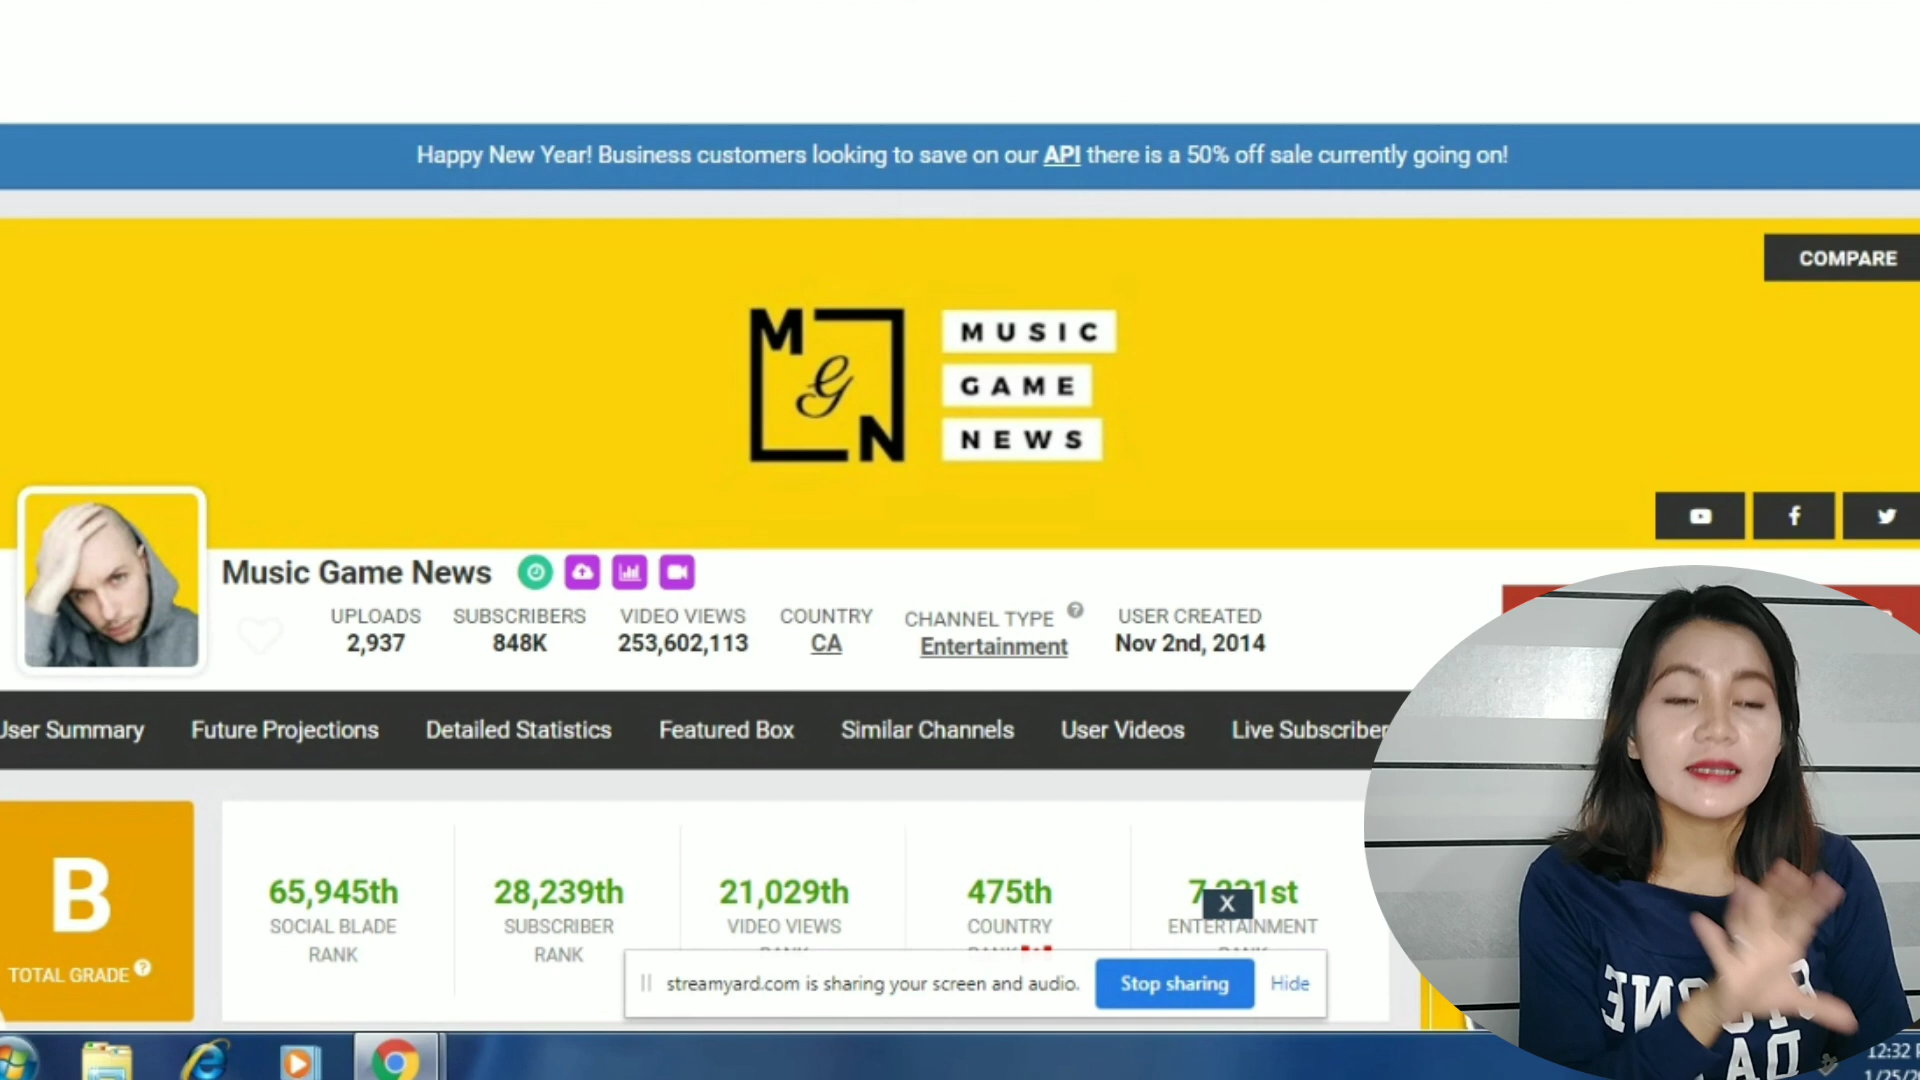 Happy New Year! Business customers looking to save on our API there is a 50% off sale currently going on!
COMPARE
M G N
MUSIC
GAME
NEWS
Music Game News
UPLOADS SUBSCRIBERS VIDEO VIEWS COUNTRY CHANNEL TYPE ? USER CREATED
2,937 848K 253,602,113 CA Entertainment Nov 2nd, 2014
User Summary Future Projections Detailed Statistics Featured Box Similar Channels User Videos Live Subscriber
B
TOTAL GRADE ?
65,945th 28,239th 21,029th 475th
SOCIAL BLADE SUBSCRIBER VIDEO VIEWS COUNTRY ENTERTAINMENT
RANK RANK
X
streamyard.com is sharing your screen and audio. Stop sharing Hide
12:32